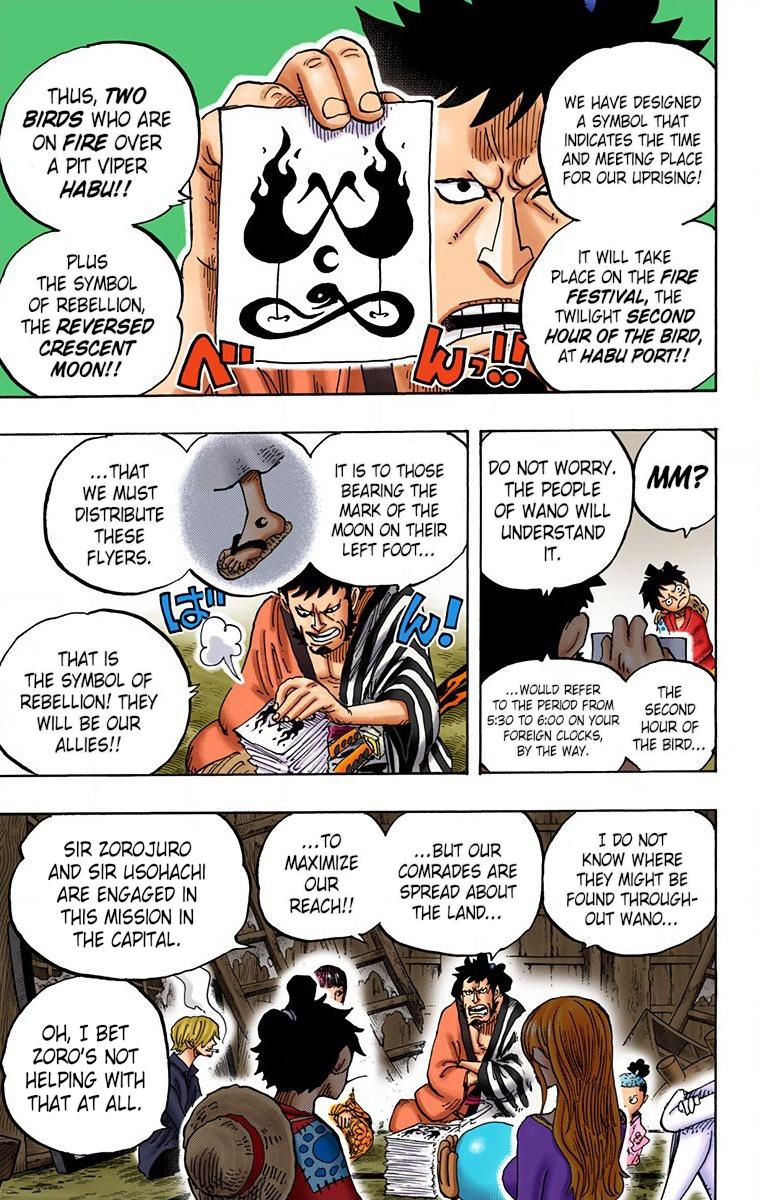 WE HAVE DESIGNED
A SYMBOL THAT
INDICATES THE TIME
AND MEETING PLACE
FOR OUR UPRISING!
IT WILL TAKE
PLACE ON THE FIRE
FESTIVAL, THE
TWILIGHT SECOND
HOUR OF THE BIRD,
AT HABU PORT!!
THUS, TWO
BIRDS WHO ARE
ON FIRE OVER
A PIT VIPER
HABU!!
PLUS
THE SYMBOL
OF REBELLION,
THE REVERSED
CRESCENT
MOON!!
べんっ!!
MM?
DO NOT WORRY.
THE PEOPLE
OF WANO WILL
UNDERSTAND
IT.
THE
SECOND
HOUR OF
THE BIRD...
...WOULD REFER
TO THE PERIOD FROM
5:30 TO 6:00 ON YOUR
FOREIGN CLOCKS,
BY THE WAY.
IT IS TO THOSE
BEARING THE
MARK OF THE
MOON ON THEIR
LEFT FOOT...
...THAT
WE MUST
DISTRIBUTE
THESE
FLYERS.
ばん!
THAT IS
THE SYMBOL OF
REBELLION! THEY
WILL BE OUR
ALLIES!!
I DO NOT
KNOW WHERE
THEY MIGHT BE
FOUND THROUGH-
OUT WANO...
...BUT OUR
COMRADES ARE
SPREAD ABOUT
THE LAND...
...TO
MAXIMIZE
OUR
REACH!!
SIR ZOROJURO
AND SIR USOHACHI
ARE ENGAGED IN
THIS MISSION IN
THE CAPITAL.
OH, I BET
ZORO'S NOT
HELPING WITH
THAT AT ALL.